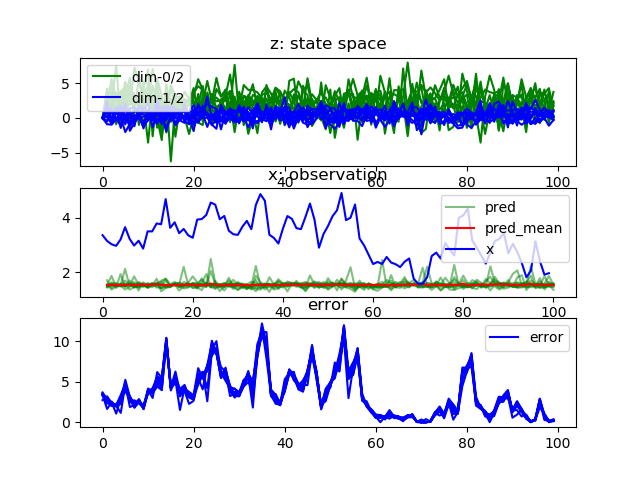 z: state space
5
0
−5
dim-0/2
dim-1/2
0 20 40 60 80 100
x: observation
4
2
pred
pred_mean
x
0 20 40 60 80 100
error
10
5
0
error
0 20 40 60 80 100